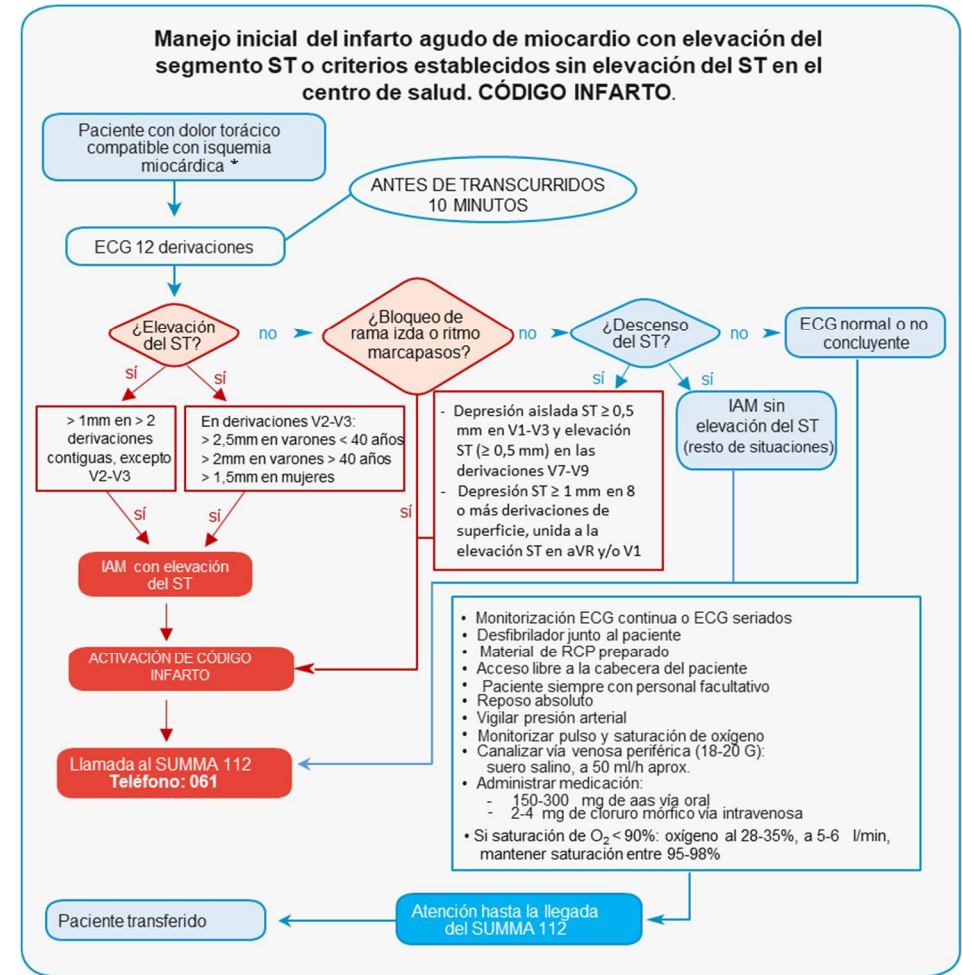 Manejo inicial del infarto agudo de miocardio con elevación del
segmento ST o criterios establecidos sin elevación del ST en el
centro de salud. CÓDIGO INFARTO.
Paciente con dolor torácico
compatible con isquemia
miocárdica *
ANTES DE TRANSCURRIDOS
10 MINUTOS
ECG 12 derivaciones
¿Elevación
del ST?
no
¿Bloqueo de
rama izda o ritmo
marcapasos?
no
¿Descenso
del ST?
no
ECG normal o no
concluyente
sí
sí
sí
sí
> 1mm en > 2
derivaciones
contiguas, excepto
V2-V3
En derivaciones V2-V3:
> 2,5mm en varones < 40 años
> 2mm en varones > 40 años
> 1,5mm en mujeres
- Depresión aislada ST ≥ 0,5
mm en V1-V3 y elevación
ST (≥ 0,5 mm) en las
derivaciones V7-V9
- Depresión ST ≥ 1 mm en 8
o más derivaciones de
superficie, unida a la
elevación ST en aVR y/o V1
IAM sin
elevación del ST
(resto de situaciones)
sí
sí
sí
IAM con elevación
del ST
ACTIVACIÓN DE CÓDIGO
INFARTO
Llamada al SUMMA 112
Teléfono: 061
• Monitorización ECG continua o ECG seriados
• Desfibrilador junto al paciente
• Material de RCP preparado
• Acceso libre a la cabecera del paciente
• Paciente siempre con personal facultativo
• Reposo absoluto
• Vigilar presión arterial
• Monitorizar pulso y saturación de oxígeno
• Canalizar vía venosa periférica (18-20 G):
suero salino, a 50 ml/h aprox.
• Administrar medicación:
- 150-300 mg de aas vía oral
- 2-4 mg de cloruro mórfico vía intravenosa
• Si saturación de O₂ < 90%: oxígeno al 28-35%, a 5-6 l/min,
mantener saturación entre 95-98%
Atención hasta la llegada
del SUMMA 112
Paciente transferido